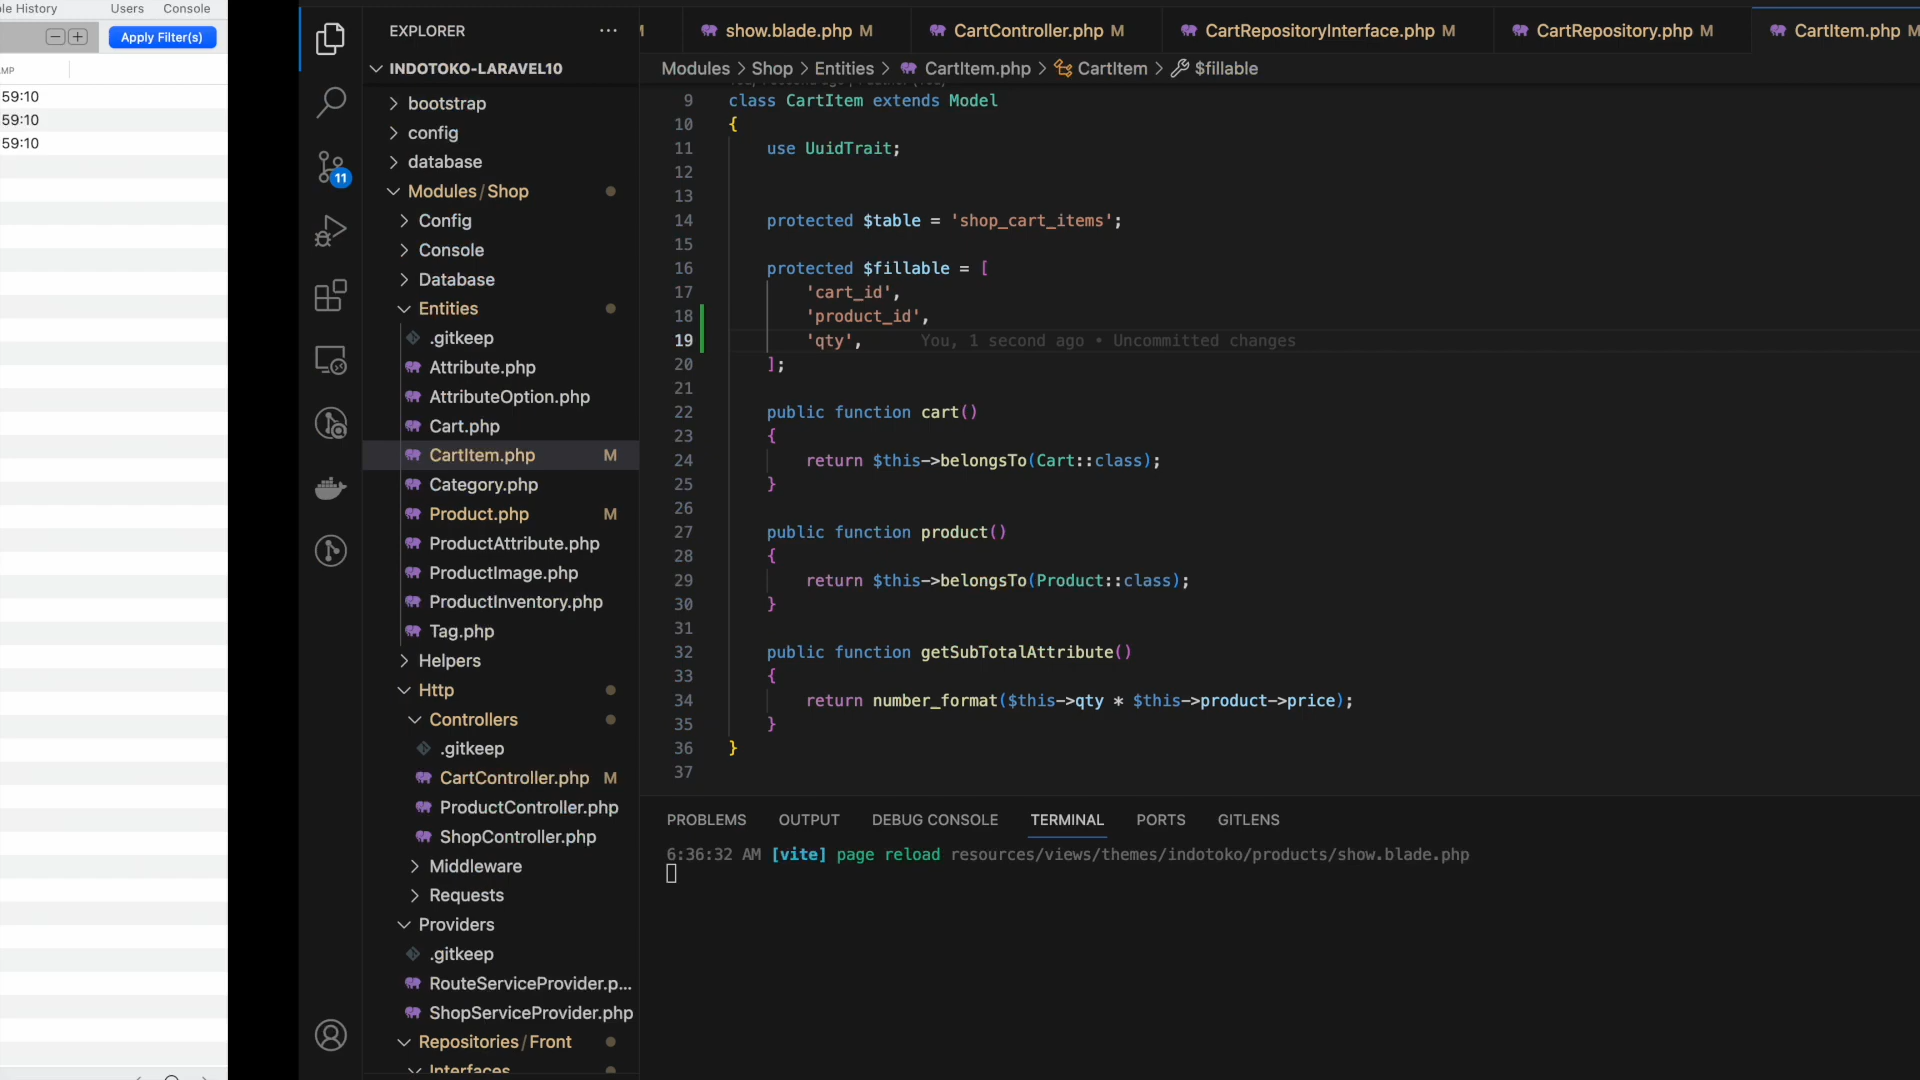 le History
Users
Console
Apply Filter(s)
MP
59:10
59:10
59:10
EXPLORER
INDOTOKO-LARAVEL10
bootstrap
config
database
Modules/Shop
Config
Console
Database
Entities
.gitkeep
Attribute.php
AttributeOption.php
Cart.php
CartItem.php M
Category.php
Product.php M
ProductAttribute.php
ProductImage.php
ProductInventory.php
Tag.php
Helpers
Http
Controllers
.gitkeep
CartController.php M
ProductController.php
ShopController.php
Middleware
Requests
Providers
.gitkeep
RouteServiceProvider.p...
ShopServiceProvider.php
Repositories/Front
Interfaces
11
M
show.blade.php M
CartController.php M
CartRepositoryInterface.php M
CartRepository.php M
CartItem.php M
Modules > Shop > Entities > CartItem.php > CartItem > $fillable
9 class CartItem extends Model
10 {
11 use UuidTrait;
12
13
14 protected $table = 'shop_cart_items';
15
16 protected $fillable = [
17 'cart_id',
18 'product_id',
19 'qty', You, 1 second ago • Uncommitted changes
20 ];
21
22 public function cart()
23 {
24 return $this->belongsTo(Cart::class);
25 }
26
27 public function product()
28 {
29 return $this->belongsTo(Product::class);
30 }
31
32 public function getSubTotalAttribute()
33 {
34 return number_format($this->qty * $this->product->price);
35 }
36 }
37
PROBLEMS
OUTPUT
DEBUG CONSOLE
TERMINAL
PORTS
GITLENS
6:36:32 AM [vite] page reload resources/views/themes/indotoko/products/show.blade.php